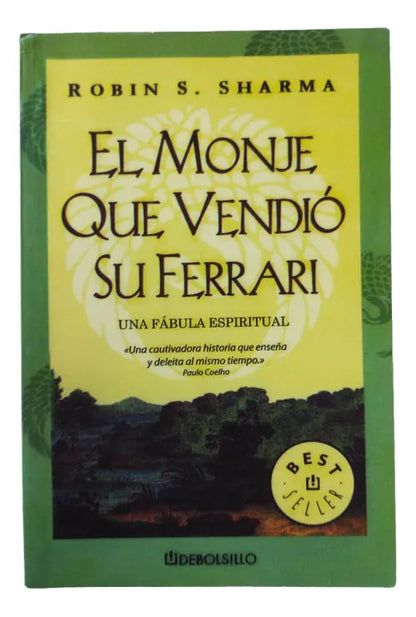 ROBIN S. SHARMA
EL MONJE
QUE VENDIÓ
SU FERRARI
UNA FÁBULA ESPIRITUAL
«Una cautivadora historia que enseña
y deleita al mismo tiempo.»
Paulo Coelho
BEST
SELLER
DEBOLSILLO